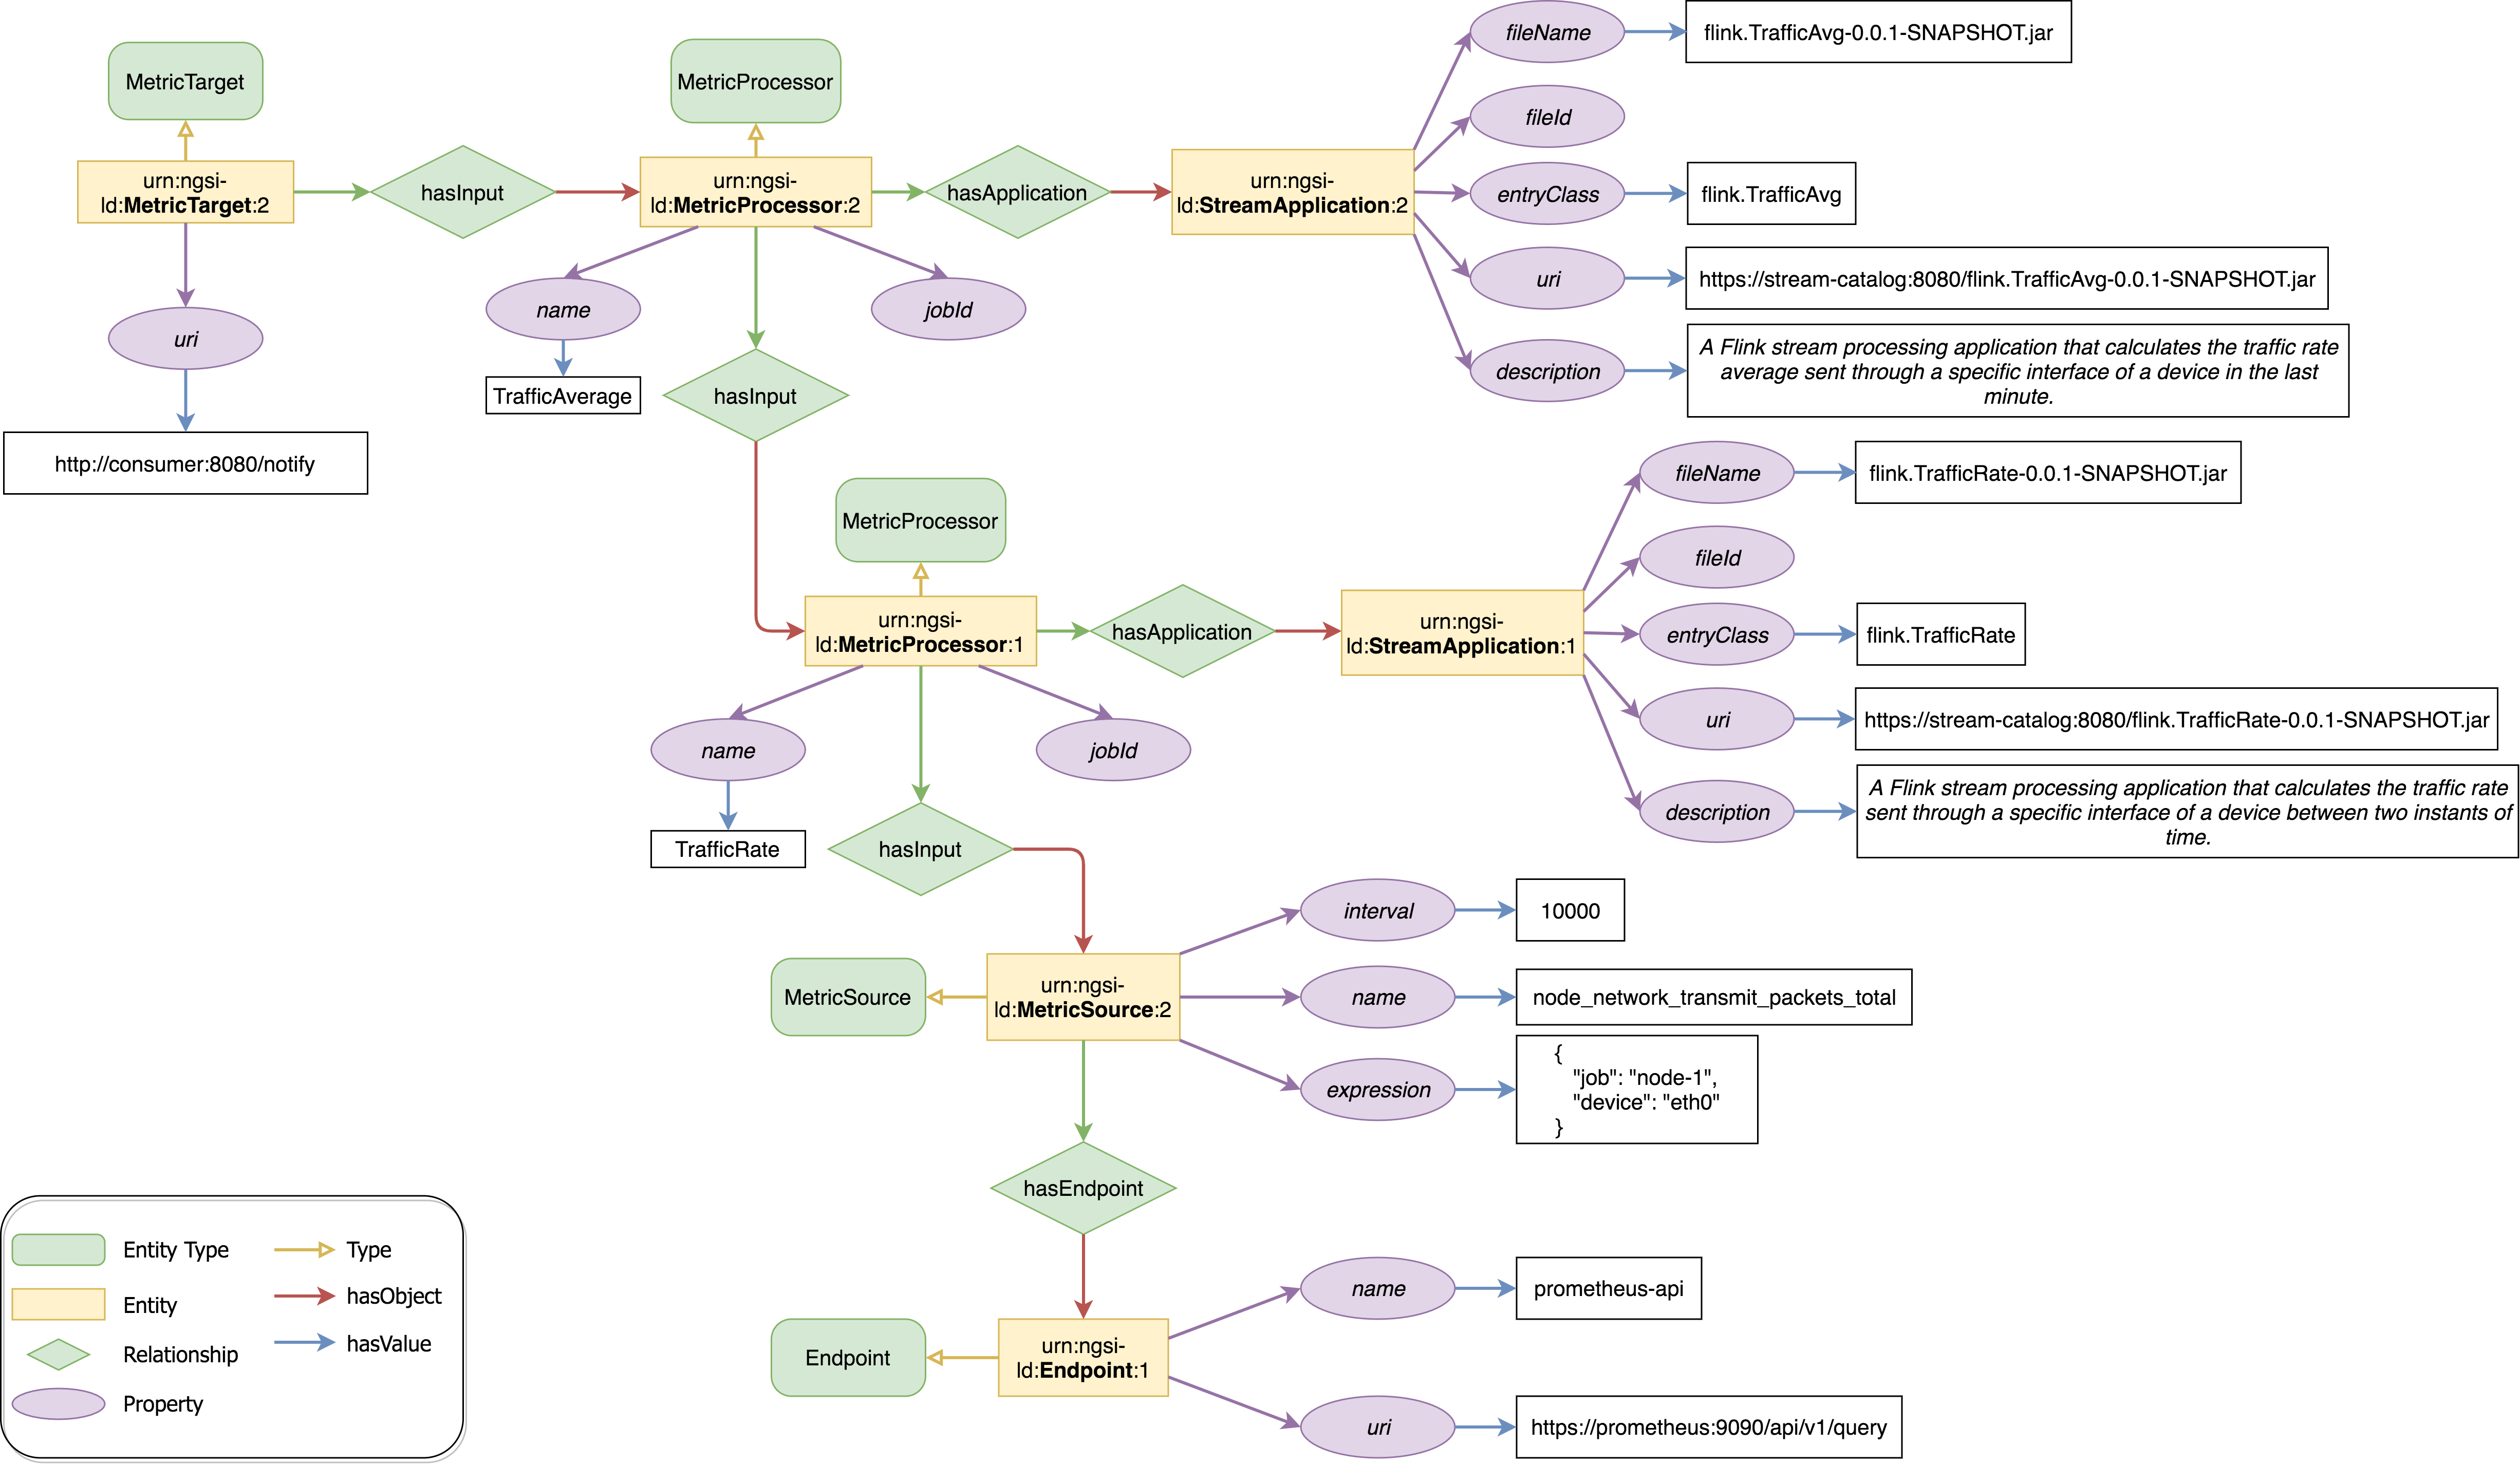 MetricTarget
urn:ngsi-
ld:MetricTarget:2
uri
http://consumer:8080/notify
hasInput
MetricProcessor
urn:ngsi-
ld:MetricProcessor:2
name
TrafficAverage
jobId
hasInput
hasApplication
urn:ngsi-
ld:StreamApplication:2
fileName
flink.TrafficAvg-0.0.1-SNAPSHOT.jar
fileId
entryClass
flink.TrafficAvg
uri
https://stream-catalog:8080/flink.TrafficAvg-0.0.1-SNAPSHOT.jar
description
A Flink stream processing application that calculates the traffic rate
average sent through a specific interface of a device in the last
minute.
MetricProcessor
urn:ngsi-
ld:MetricProcessor:1
name
TrafficRate
jobId
hasInput
hasApplication
urn:ngsi-
ld:StreamApplication:1
fileName
flink.TrafficRate-0.0.1-SNAPSHOT.jar
fileId
entryClass
flink.TrafficRate
uri
https://stream-catalog:8080/flink.TrafficRate-0.0.1-SNAPSHOT.jar
description
A Flink stream processing application that calculates the traffic rate
sent through a specific interface of a device between two instants of
time.
MetricSource
urn:ngsi-
ld:MetricSource:2
interval
10000
name
node_network_transmit_packets_total
expression
{
"job": "node-1",
"device": "eth0"
}
hasEndpoint
Endpoint
urn:ngsi-
ld:Endpoint:1
name
prometheus-api
uri
https://prometheus:9090/api/v1/query
Entity Type
Entity
Relationship
Property
Type
hasObject
hasValue